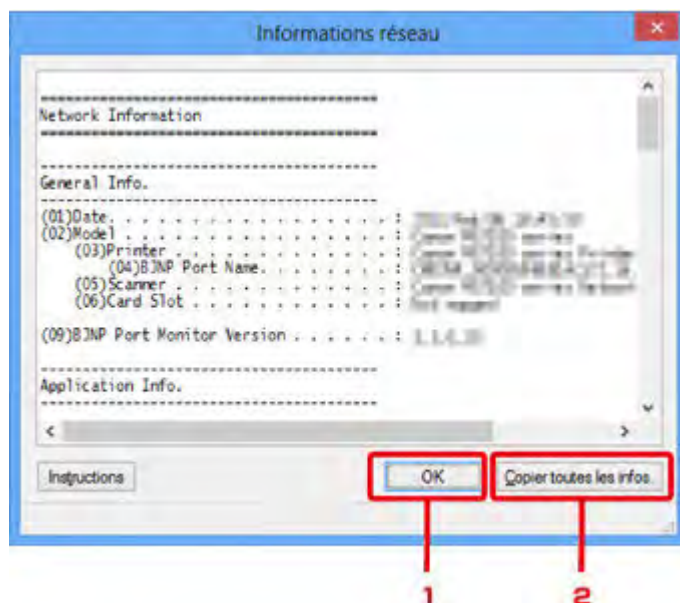 Informations réseau
Network Information
General Info.
(01)Date. . . . . . . . . . . . . . . . . :
(02)Model . . . . . . . . . . . . . . . . :
(03)Printer . . . . . . . . . . . . . :
(04)BJNP Port Name. . . . . . . . :
(05)Scanner . . . . . . . . . . . . . :
(06)Card Slot . . . . . . . . . . . . :
(09)BJNP Port Monitor Version . . . . . . :
Application Info.
Instructions OK Copier toutes les infos
1 2